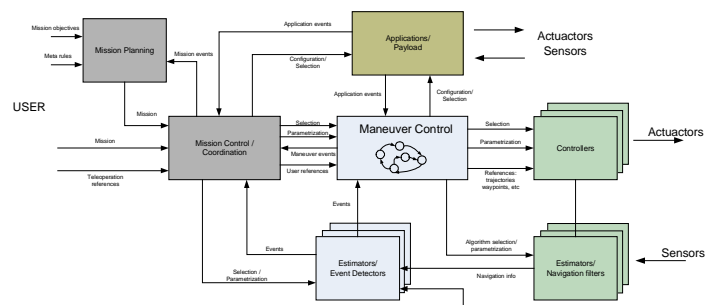 Mission objectives
Meta rules
Mission Planning
Mission events
Application events
Configuration/
Selection
Applications/
Payload
Actuactors
Sensors
Application events
Configuration/
Selection
USER
Mission
Mission
Teleoperation
references
Mission Control /
Coordination
Selection
Parametrization
Maneuver events
User references
Maneuver Control
Selection
Parametrization
References:
trajectories
waypoints, etc
Controllers
Actuactors
Events
Events
Selection /
Parametrization
Estimators/
Event Detectors
Algorithm selection/
parametrization
Navigation info
Estimators/
Navigation filters
Sensors